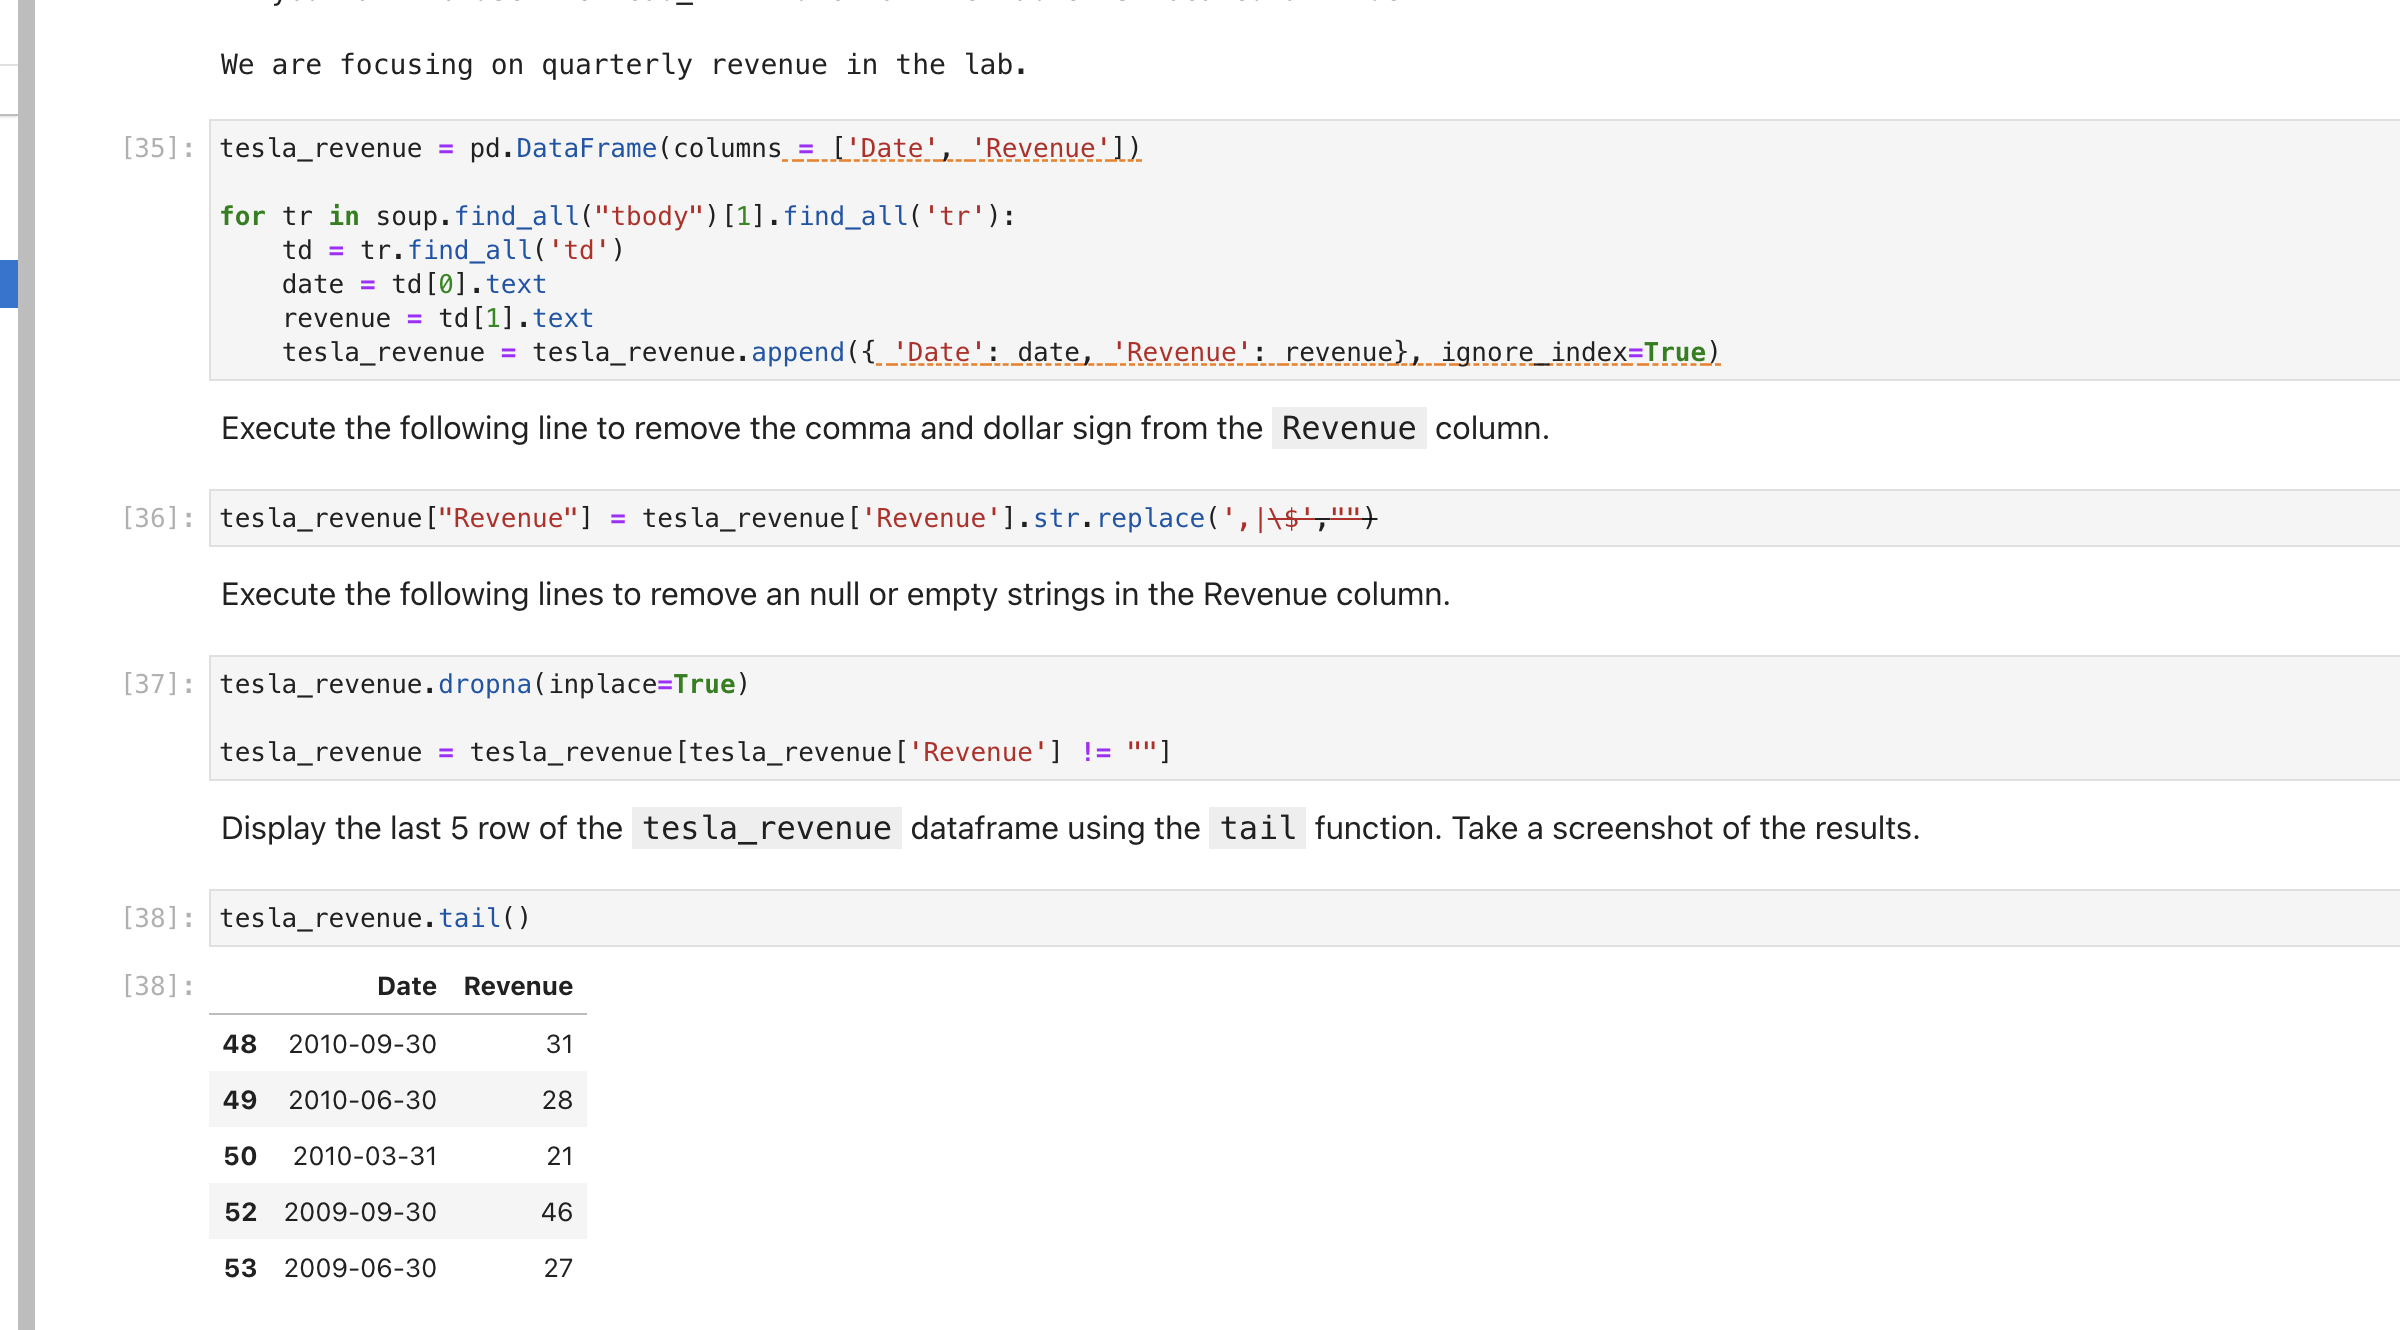 We are focusing on quarterly revenue in the lab.
[35]: tesla_revenue = pd.DataFrame(columns = ['Date', 'Revenue'])
for tr in soup.find_all("tbody")[1].find_all('tr'):
    td = tr.find_all('td')
    date = td[0].text
    revenue = td[1].text
    tesla_revenue = tesla_revenue.append({ 'Date': date, 'Revenue': revenue}, ignore_index=True)
Execute the following line to remove the comma and dollar sign from the Revenue column.
[36]: tesla_revenue["Revenue"] = tesla_revenue['Revenue'].str.replace(',|\$',"")
Execute the following lines to remove an null or empty strings in the Revenue column.
[37]: tesla_revenue.dropna(inplace=True)
tesla_revenue = tesla_revenue[tesla_revenue['Revenue'] != ""]
Display the last 5 row of the tesla_revenue dataframe using the tail function. Take a screenshot of the results.
[38]: tesla_revenue.tail()
[38]: Date Revenue
48 2010-09-30 31
49 2010-06-30 28
50 2010-03-31 21
52 2009-09-30 46
53 2009-06-30 27